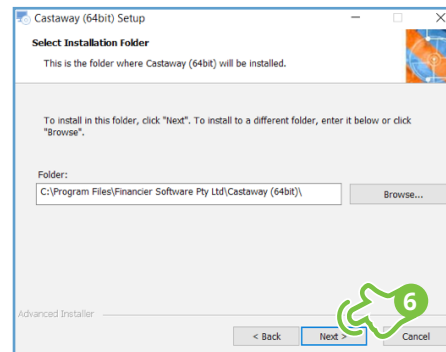 Castaway (64bit) Setup
Select Installation Folder
This is the folder where Castaway (64bit) will be installed.
To install in this folder, click "Next". To install to a different folder, enter it below or click
"Browse".
Folder:
C:\Program Files\Financier Software Pty Ltd\Castaway (64bit)\
Browse...
6
Advanced Installer
< Back
Next >
Cancel